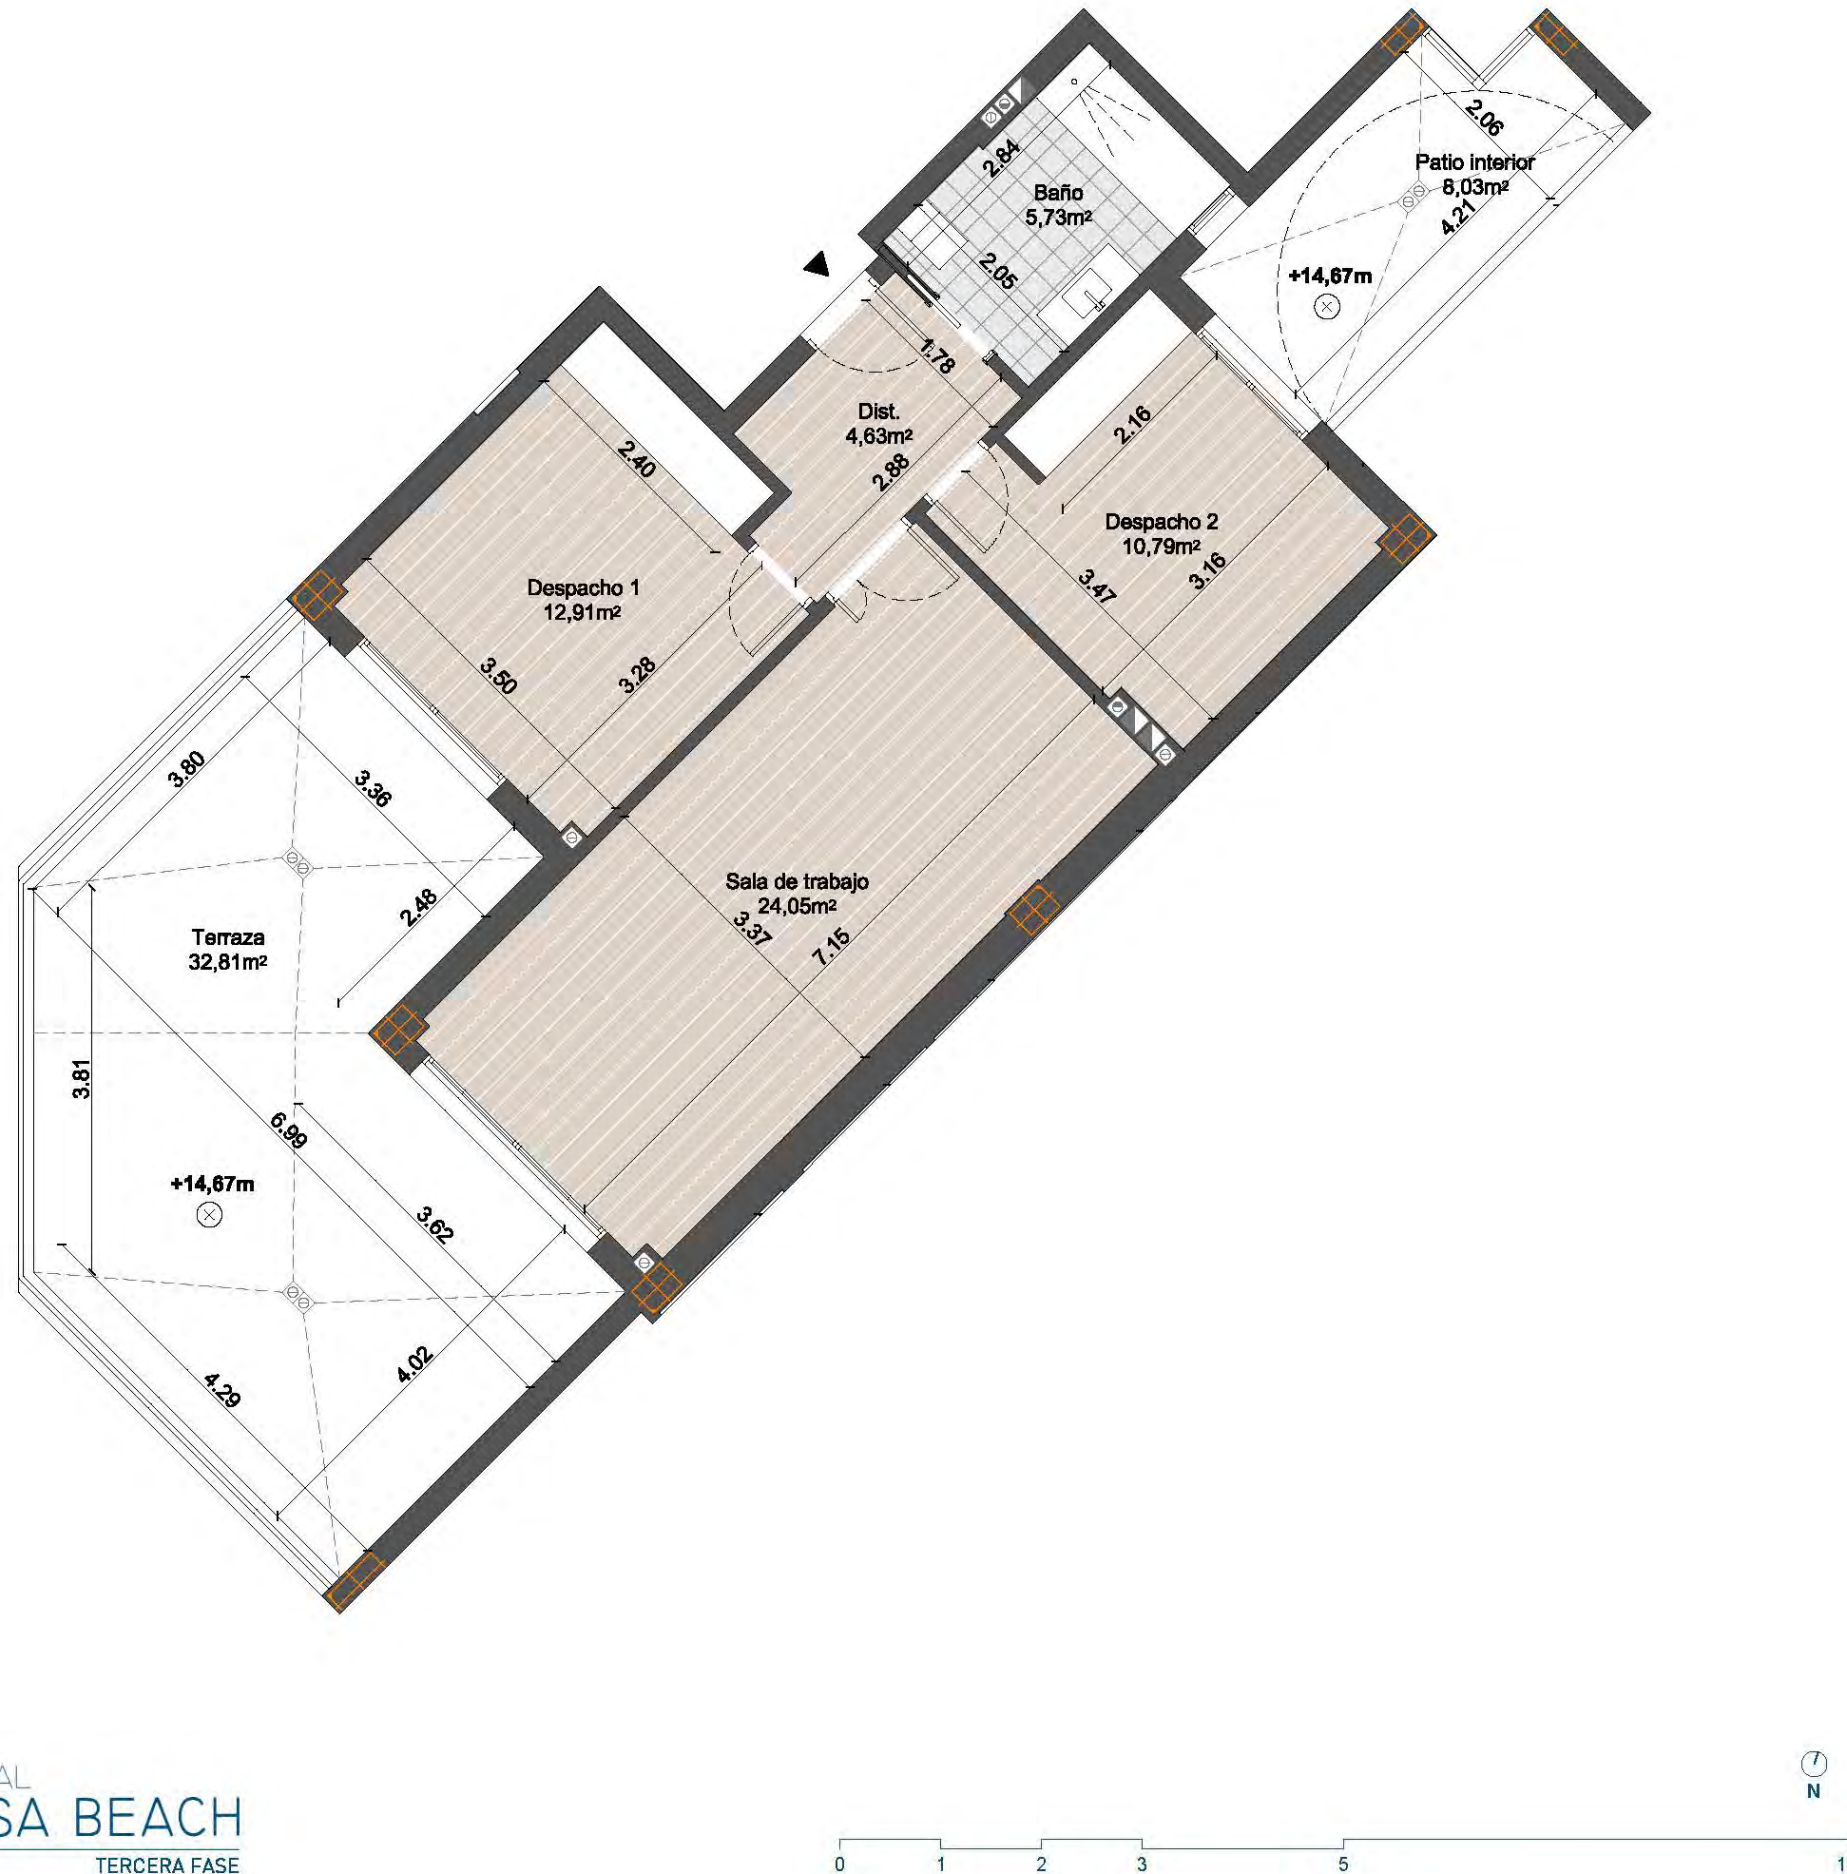 2.06
Patio interior
8,03m²
4.21
+14,67m
2.84
Baño
5,73m²
2.05
1.78
Dist.
4,63m²
2.88
2.16
2.40
Despacho 2
10,79m²
3.16
3.47
Despacho 1
12,91m²
3.50
3.28
3.80
3.36
2.48
Sala de trabajo
24,05m²
3.37
7.15
Terraza
32,81m²
3.81
6.99
+14,67m
3.62
4.02
4.29
AL
SA BEACH
TERCERA FASE
N
0 1 2 3 5 1